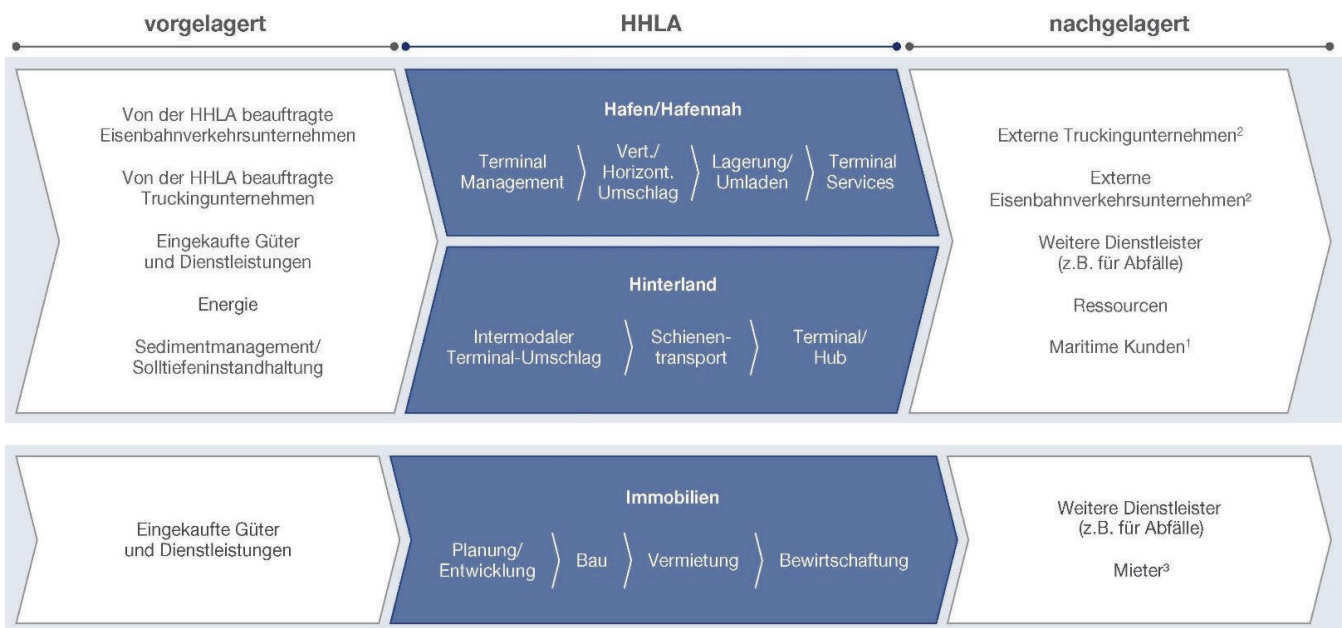 vorgelagert
HHLA
nachgelagert
Von der HHLA beauftragte
Eisenbahnverkehrsunternehmen
Von der HHLA beauftragte
Truckingunternehmen
Eingekaufte Güter
und Dienstleistungen
Energie
Sedimentmanagement/
Solltiefeninstandhaltung
Hafen/Hafennah
Terminal
Management
Vert./
Horizont.
Umschlag
Lagerung/
Umladen
Terminal
Services
Hinterland
Intermodaler
Terminal-Umschlag
Schienen-
transport
Terminal/
Hub
Externe Truckingunternehmen²
Externe
Eisenbahnverkehrsunternehmen²
Weitere Dienstleister
(z.B. für Abfälle)
Ressourcen
Maritime Kunden¹
Eingekaufte Güter
und Dienstleistungen
Immobilien
Planung/
Entwicklung
Bau
Vermietung
Bewirtschaftung
Weitere Dienstleister
(z.B. für Abfälle)
Mieter³